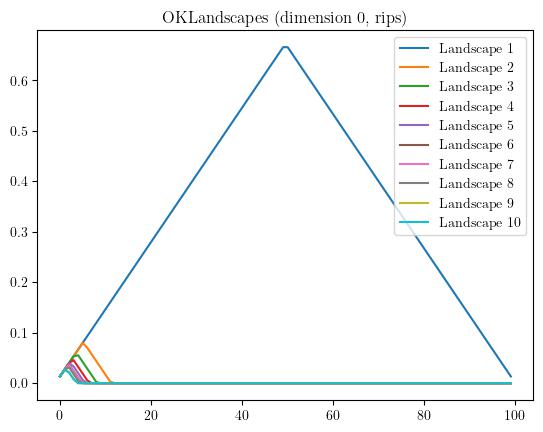 OKLandscapes (dimension 0, rips)
Landscape 1
Landscape 2
Landscape 3
Landscape 4
Landscape 5
Landscape 6
Landscape 7
Landscape 8
Landscape 9
Landscape 10
0.6
0.5
0.4
0.3
0.2
0.1
0.0
0 20 40 60 80 100